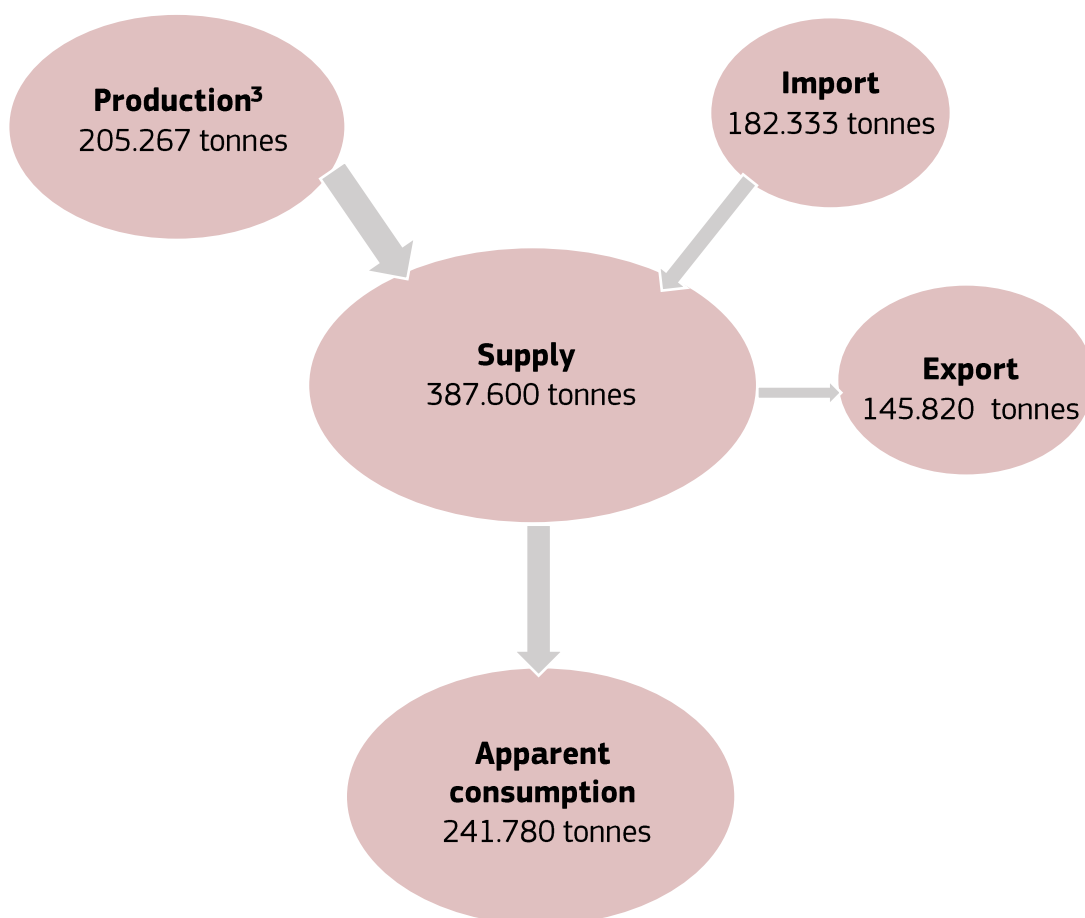 Production³
205.267 tonnes
Import
182.333 tonnes
Supply
387.600 tonnes
Export
145.820 tonnes
Apparent
consumption
241.780 tonnes